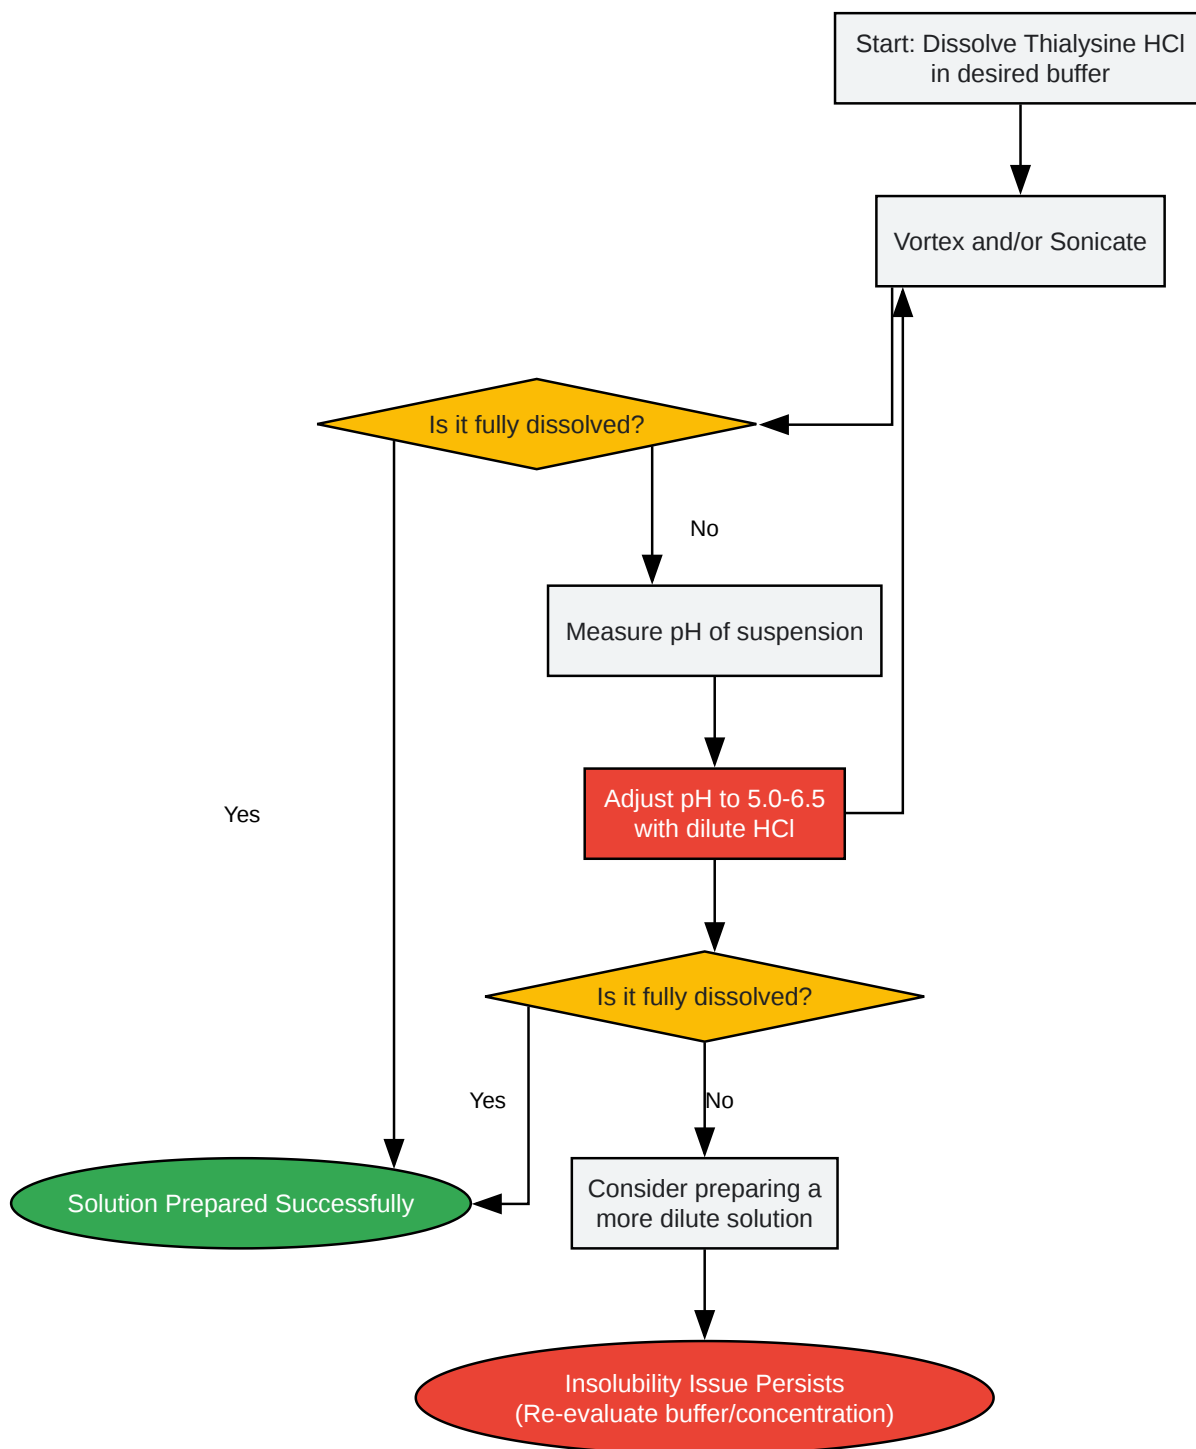 Start: Dissolve Thialysine HCl
in desired buffer
Vortex and/or Sonicate
Is it fully dissolved?
No
Measure pH of suspension
Yes
Adjust pH to 5.0-6.5
with dilute HCl
Is it fully dissolved?
Yes
No
Solution Prepared Successfully
Consider preparing a
more dilute solution
Insolubility Issue Persists
(Re-evaluate buffer/concentration)